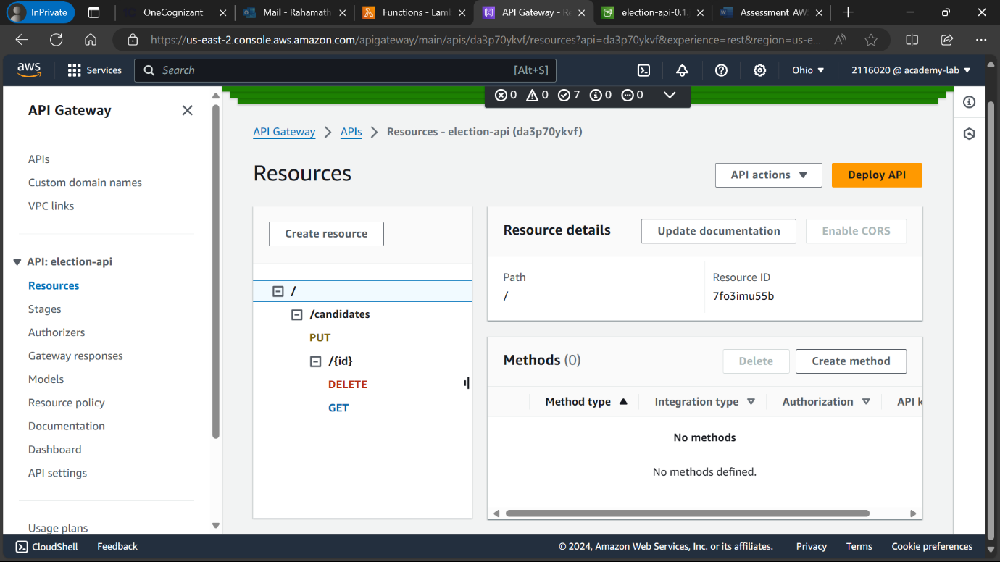 InPrivate
OneCognizant
Mail - Rahamath
Functions - Lamb
API Gateway - Re
election-api-0.1.
Assessment_AW
https://us-east-2.console.aws.amazon.com/apigateway/main/apis/da3p70ykvf/resources?api=da3p70ykvf&experience=rest&region=us-e...
aws
Services
Search
[Alt+S]
Ohio
2116020 @ academy-lab
0 0 7 0 0
API Gateway
APIs
Custom domain names
VPC links
API: election-api
Resources
Stages
Authorizers
Gateway responses
Models
Resource policy
Documentation
Dashboard
API settings
Usage plans
API Gateway
APIs
Resources - election-api (da3p70ykvf)
Resources
API actions
Deploy API
Create resource
/
/candidates
PUT
/{id}
DELETE
GET
Resource details
Update documentation
Enable CORS
Path
/
Resource ID
7fo3imu55b
Methods (0)
Delete
Create method
Method type
Integration type
Authorization
API k
No methods
No methods defined.
CloudShell
Feedback
© 2024, Amazon Web Services, Inc. or its affiliates.
Privacy
Terms
Cookie preferences